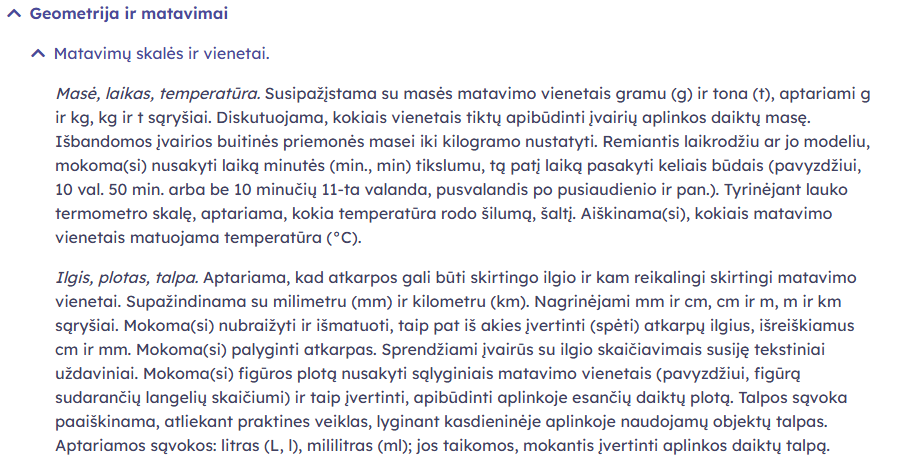 Geometrija ir matavimai
Matavimų skalės ir vienetai.
Masė, laikas, temperatūra. Susipažįstama su masės matavimo vienetais gramu (g) ir tona (t), aptariami g
ir kg, kg ir t sąryšiai. Diskutuojama, kokiais vienetais tiktų apibūdinti įvairių aplinkos daiktų masę.
Išbandomos įvairios buitinės priemonės masei iki kilogramo nustatyti. Remiantis laikrodžiu ar jo modeliu,
mokoma(si) nusakyti laiką minutės (min., min) tikslumu, tą patį laiką pasakyti keliais būdais (pavyzdžiui,
10 val. 50 min. arba be 10 minučių 11-ta valanda, pusvalandis po pusiaudienio ir pan.). Tyrinėjant lauko
termometro skalę, aptariama, kokia temperatūra rodo šilumą, šaltį. Aiškinama(si), kokiais matavimo
vienetais matuojama temperatūra (°C).
Ilgis, plotas, talpa. Aptariama, kad atkarpos gali būti skirtingo ilgio ir kam reikalingi skirtingi matavimo
vienetai. Supažindinama su milimetru (mm) ir kilometru (km). Nagrinėjami mm ir cm, cm ir m, m ir km
sąryšiai. Mokoma(si) nubraižyti ir išmatuoti, taip pat iš akies įvertinti (spėti) atkarpų ilgius, išreiškiamus
cm ir mm. Mokoma(si) palyginti atkarpas. Sprendžiami įvairūs su ilgio skaičiavimais susiję tekstiniai
uždaviniai. Mokoma(si) figūros plotą nusakyti sąlyginiais matavimo vienetais (pavyzdžiui, figūrą
sudarančių langelių skaičiumi) ir taip įvertinti, apibūdinti aplinkoje esančių daiktų plotą. Talpos sąvoka
paaiškinama, atliekant praktines veiklas, lyginant kasdieninėje aplinkoje naudojamų objektų talpas.
Aptariamos sąvokos: litras (L, l), mililitras (ml); jos taikomos, mokantis įvertinti aplinkos daiktų talpą.